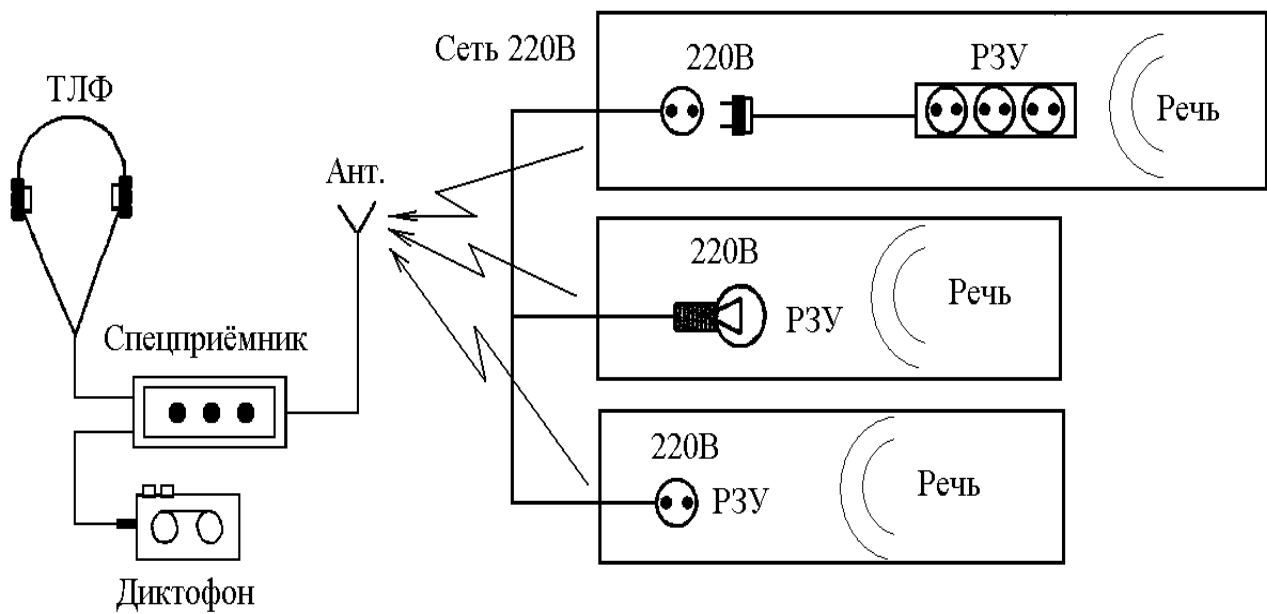 ТЛФ
Спецприёмник
Диктофон
Ант.
Сеть 220В
220В
РЗУ
Речь
220В
РЗУ
Речь
220В
РЗУ
Речь